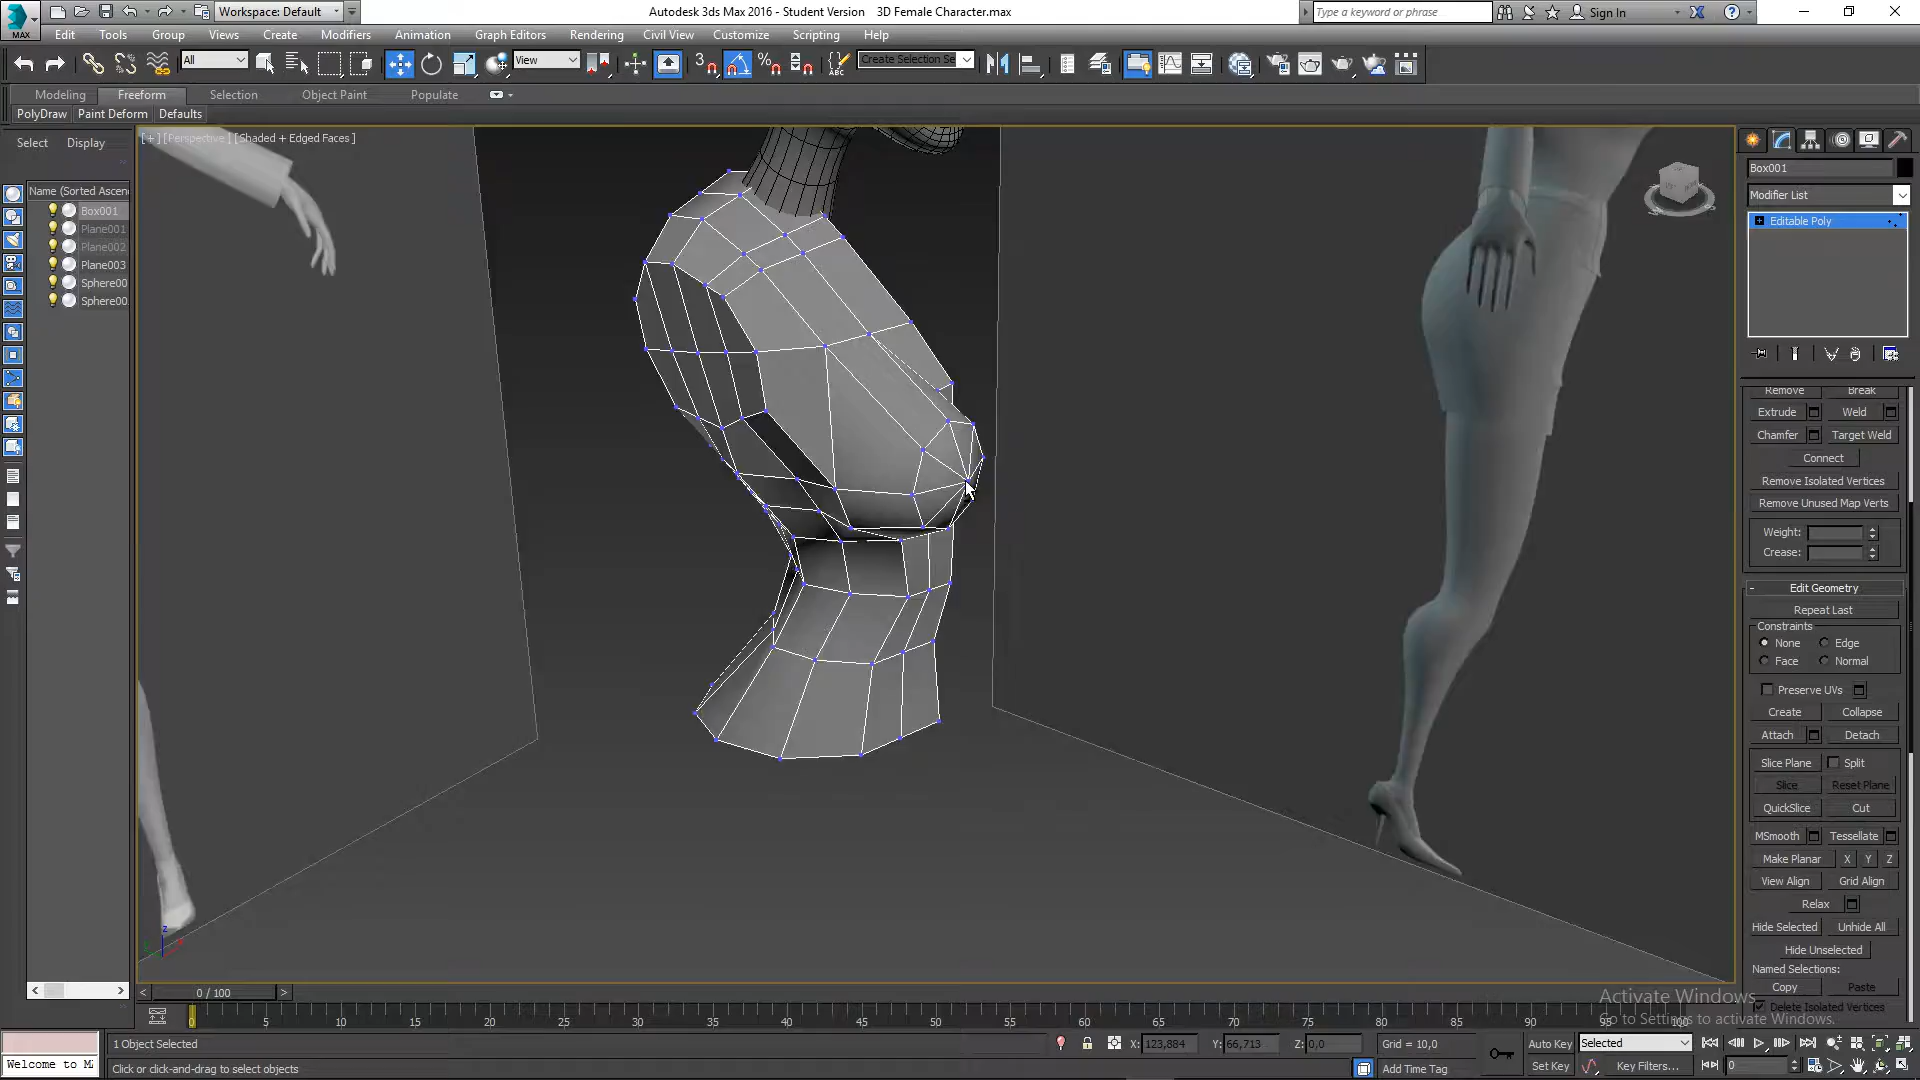 Workspace: Default
Autodesk 3ds Max 2016 - Student Version    3D Female Character.max
Type a keyword or phrase
Sign In
MAX
Edit Tools Group Views Create Modifiers Animation Graph Editors Rendering Civil View Customize Scripting Help
All
View
3
%
ABC
Create Selection Se
Modeling Freeform Selection Object Paint Populate
PolyDraw Paint Deform Defaults
Select Display
[ + ] [Perspective ] [Shaded + Edged Faces ]
Name (Sorted Ascen
Box001
Plane001
Plane002
Plane003
Sphere00
Sphere00
Box001
Modifier List
Editable Poly
Remove Break
Extrude Weld
Chamfer Target Weld
Connect
Remove Isolated Vertices
Remove Unused Map Verts
Weight:
Crease:
- Edit Geometry
Repeat Last
Constraints
None Edge
Face Normal
Preserve UVs
Create Collapse
Attach Detach
Slice Plane Split
Slice Reset Plane
QuickSlice Cut
MSmooth Tessellate
Make Planar X Y Z
View Align Grid Align
Relax
Hide Selected Unhide All
Hide Unselected
Named Selections:
Copy Paste
Delete Isolated Vertices
Activate Windows
Go to Settings to activate Windows.
z
< 0 / 100 >
0 5 10 15 20 25 30 35 40 45 50 55 60 65 70 75 80 85 90 95 100
Welcome to M
1 Object Selected
Click or click-and-drag to select objects
X: 123,884 Y: 66,713 Z: 0,0
Grid = 10,0
Add Time Tag
Auto Key Selected
Set Key Key Filters...
0